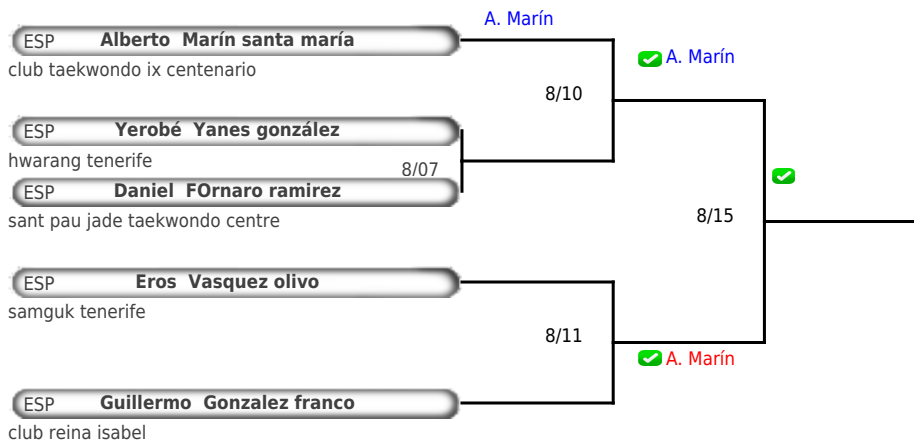 A. Marín
ESP Alberto Marín santa maría
club taekwondo ix centenario
A. Marín
8/10
ESP Yerobé Yanes gonzález
hwarang tenerife
8/07
ESP Daniel FOrnaro ramirez
sant pau jade taekwondo centre
8/15
ESP Eros Vasquez olivo
samguk tenerife
8/11
A. Marín
ESP Guillermo Gonzalez franco
club reina isabel